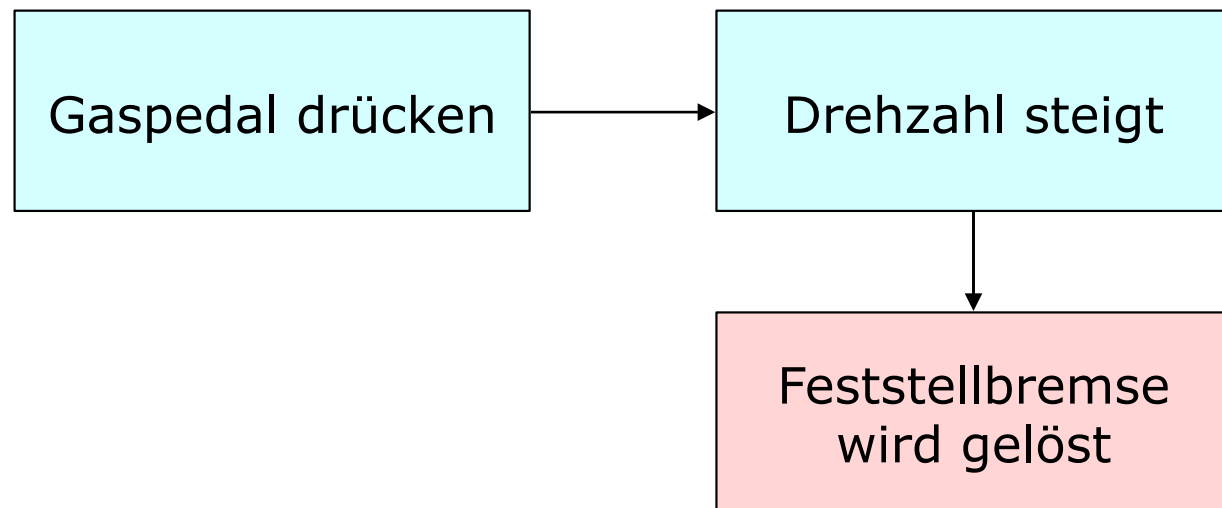 Gaspedal drücken
Drehzahl steigt
Feststellbremse
wird gelöst